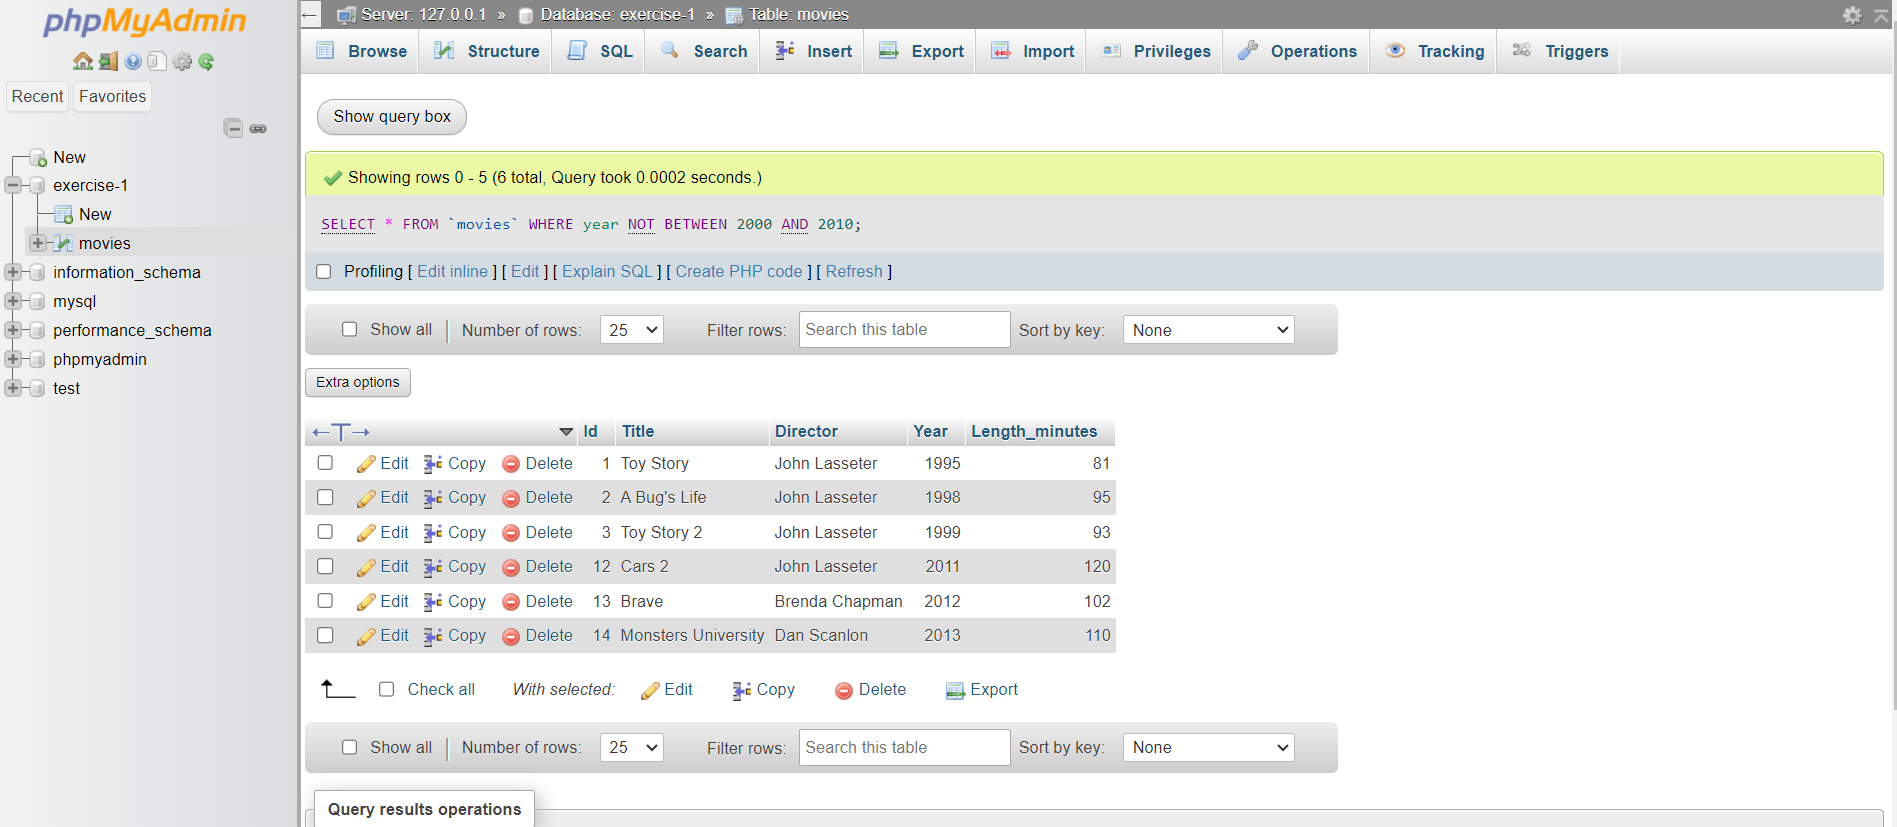 phpMyAdmin
Recent Favorites
New
exercise-1
New
movies
information_schema
mysql
performance_schema
phpmyadmin
test
Server: 127.0.0.1 » Database: exercise-1 » Table: movies
Browse Structure SQL Search Insert Export Import Privileges Operations Tracking Triggers
Show query box
Showing rows 0 - 5 (6 total, Query took 0.0002 seconds.)
SELECT * FROM `movies` WHERE year NOT BETWEEN 2000 AND 2010;
Profiling [ Edit inline ] [ Edit ] [ Explain SQL ] [ Create PHP code ] [ Refresh ]
Show all Number of rows: 25 Filter rows: Search this table Sort by key: None
Extra options
←T→ Id Title Director Year Length_minutes
Edit Copy Delete 1 Toy Story John Lasseter 1995 81
Edit Copy Delete 2 A Bug's Life John Lasseter 1998 95
Edit Copy Delete 3 Toy Story 2 John Lasseter 1999 93
Edit Copy Delete 12 Cars 2 John Lasseter 2011 120
Edit Copy Delete 13 Brave Brenda Chapman 2012 102
Edit Copy Delete 14 Monsters University Dan Scanlon 2013 110
Check all With selected: Edit Copy Delete Export
Show all Number of rows: 25 Filter rows: Search this table Sort by key: None
Query results operations